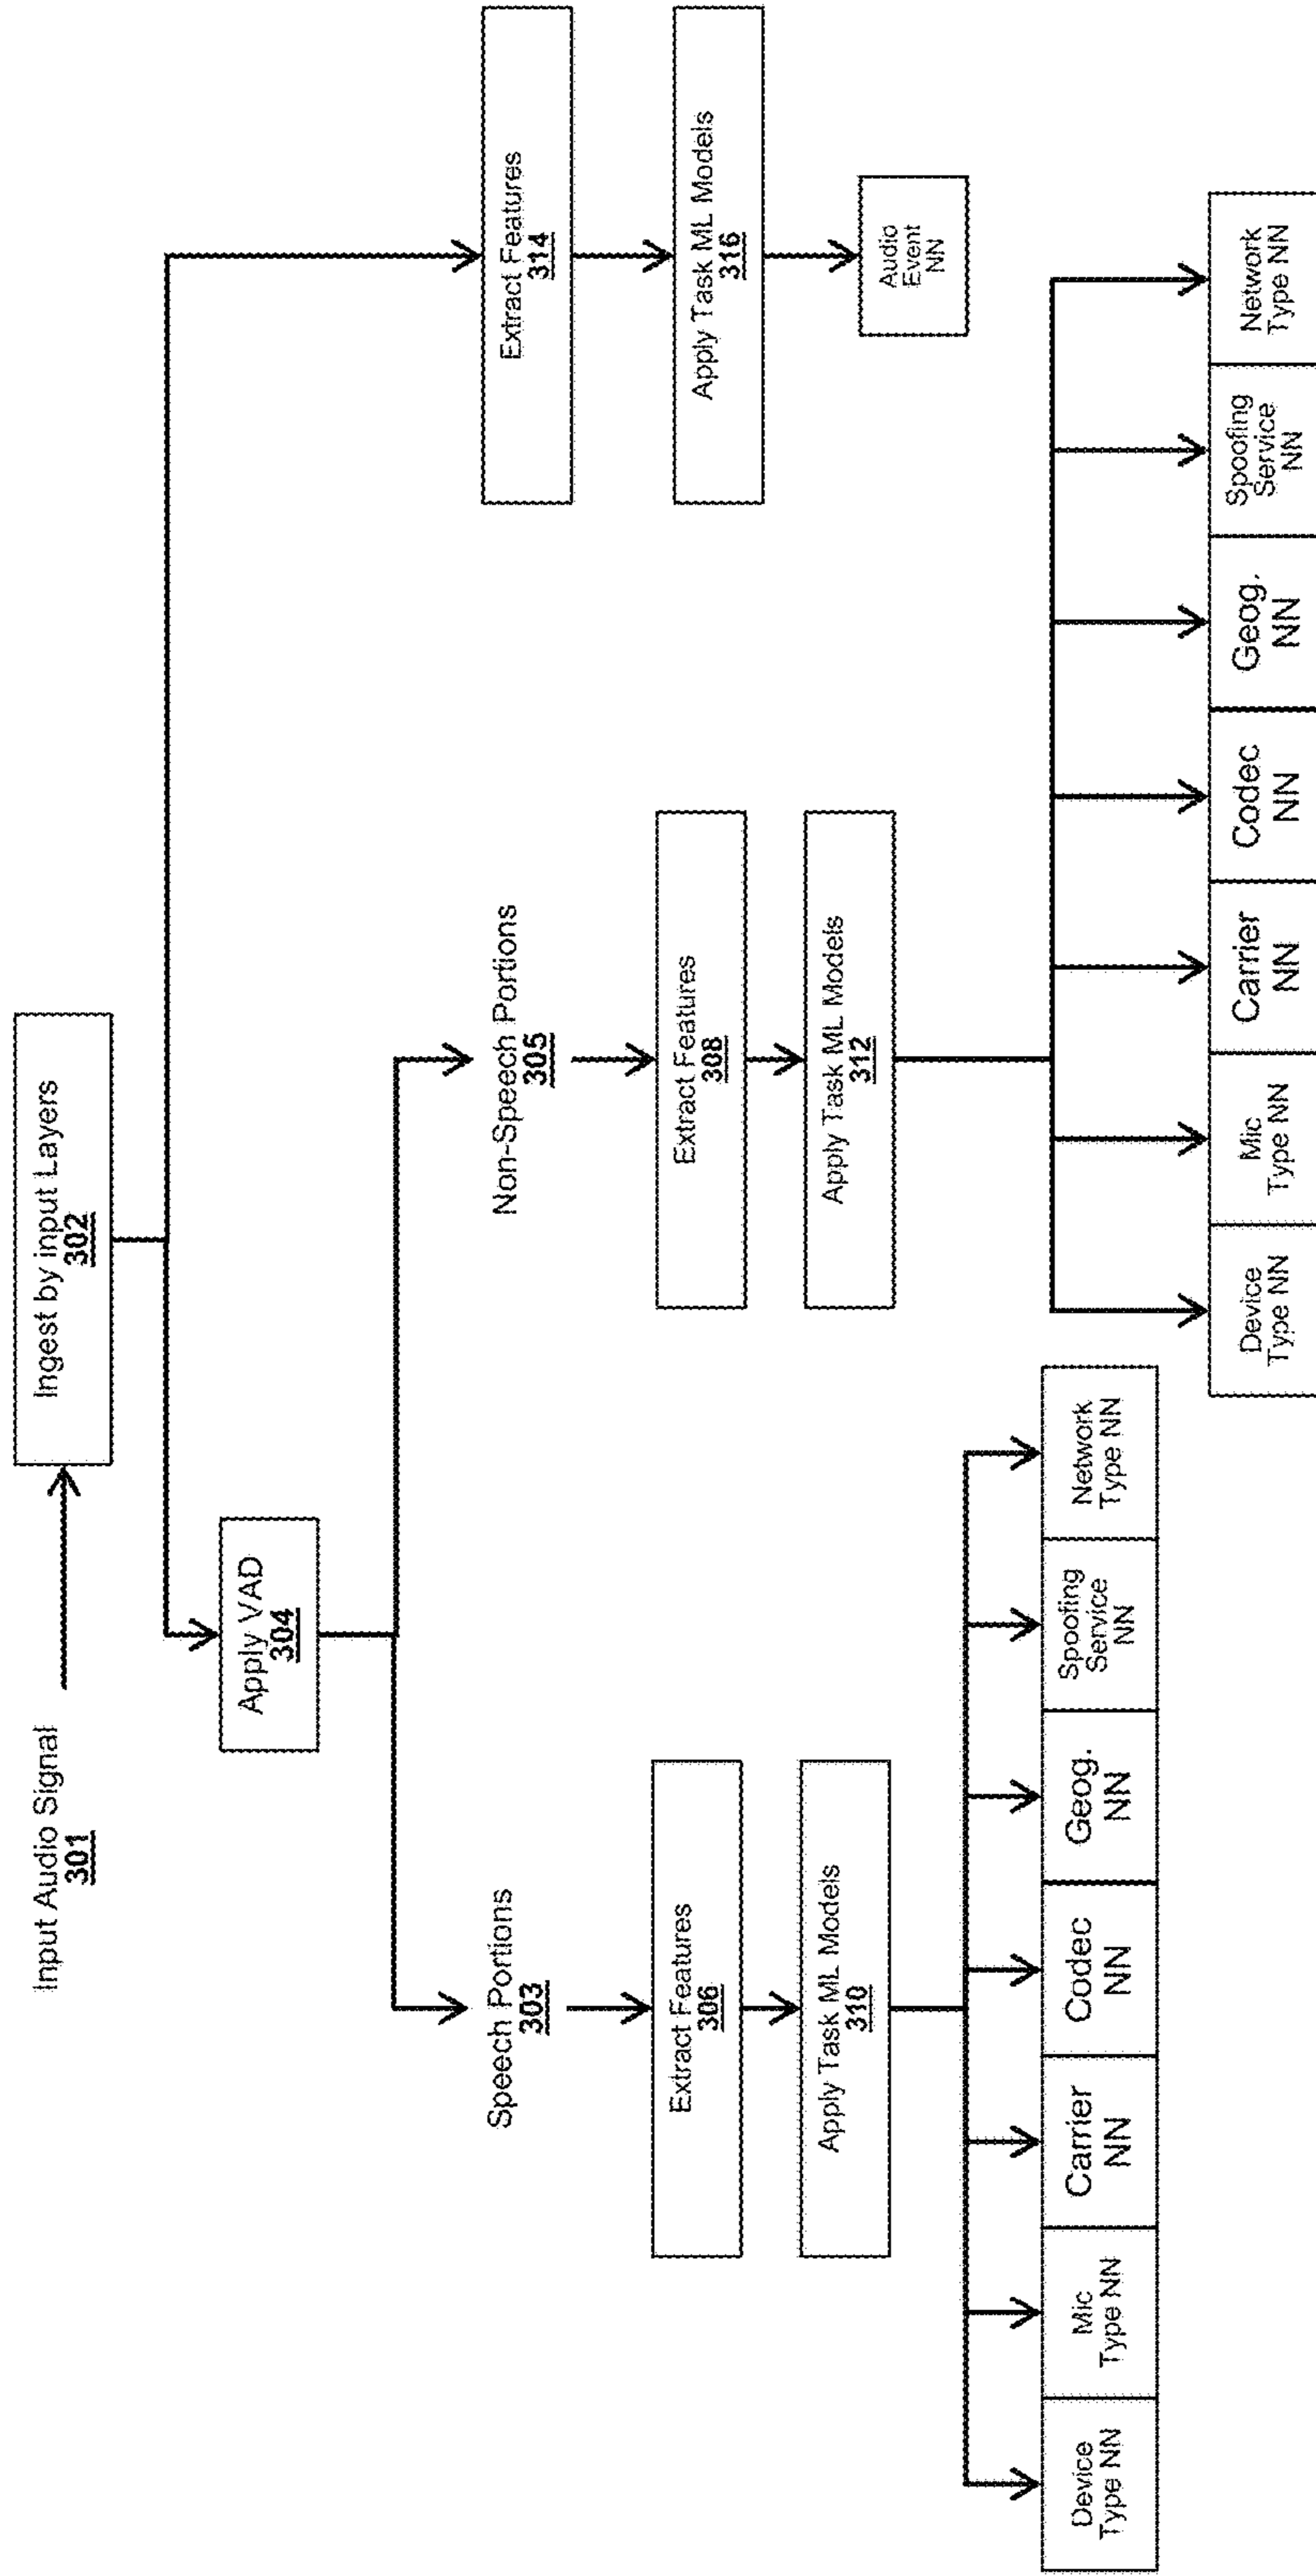 Input Audio Signal
301
Ingest by input Layers
302
Apply VAD
304
Speech Portions
303
Non-Speech Portions
305
Extract Features
306
Extract Features
308
Extract Features
314
Apply Task ML Models
310
Apply Task ML Models
312
Apply Task ML Models
316
Audio
Event
NN
Device
Type NN
Mic
Type NN
Carrier
NN
Codec
NN
Geog.
NN
Spoofing
Service
NN
Network
Type NN
Device
Type NN
Mic
Type NN
Carrier
NN
Codec
NN
Geog.
NN
Spoofing
Service
NN
Network
Type NN